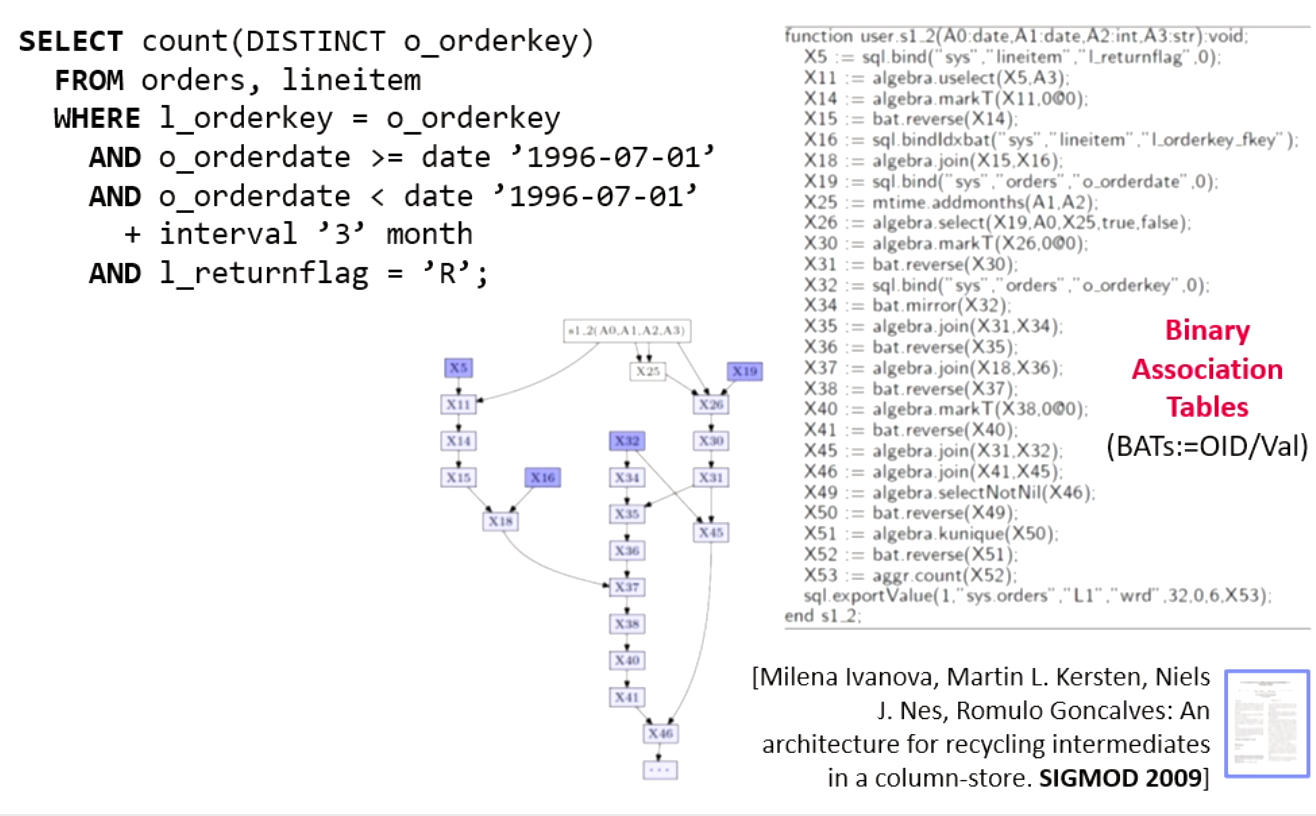 SELECT count(DISTINCT o_orderkey)
FROM orders, lineitem
WHERE l_orderkey = o_orderkey
AND o_orderdate >= date ’1996-07-01’
AND o_orderdate < date ’1996-07-01’
+ interval ’3’ month
AND l_returnflag = ’R’;
function user.s1_2(A0:date,A1:date,A2:int,A3:str):void;
X5 := sql.bind("sys","lineitem","l_returnflag",0);
X11 := algebra.uselect(X5,A3);
X14 := algebra.markT(X11,0@0);
X15 := bat.reverse(X14);
X16 := sql.bindIdxbat("sys","lineitem","l_orderkey_fkey");
X18 := algebra.join(X15,X16);
X19 := sql.bind("sys","orders","o_orderdate",0);
X25 := mtime.addmonths(A1,A2);
X26 := algebra.select(X19,A0,X25,true,false);
X30 := algebra.markT(X26,0@0);
X31 := bat.reverse(X30);
X32 := sql.bind("sys","orders","o_orderkey",0);
X34 := bat.mirror(X32);
X35 := algebra.join(X31,X34);
X36 := bat.reverse(X35);
X37 := algebra.join(X18,X36);
X38 := bat.reverse(X37);
X40 := algebra.markT(X38,0@0);
X41 := bat.reverse(X40);
X45 := algebra.join(X31,X32);
X46 := algebra.join(X41,X45);
X49 := algebra.selectNotNil(X46);
X50 := bat.reverse(X49);
X51 := algebra.kunique(X50);
X52 := bat.reverse(X51);
X53 := aggr.count(X52);
sql.exportValue(1,"sys.orders","L1","wrd",32,0,6,X53);
end s1_2;
Binary
Association
Tables
(BATs:=OID/Val)
s1_2(A0,A1,A2,A3)
X5
X25
X19
X11
X26
X14
X32
X30
X15
X16
X34
X31
X18
X35
X45
X36
X37
X38
X40
X41
X46
...
[Milena Ivanova, Martin L. Kersten, Niels
J. Nes, Romulo Goncalves: An
architecture for recycling intermediates
in a column-store. SIGMOD 2009]